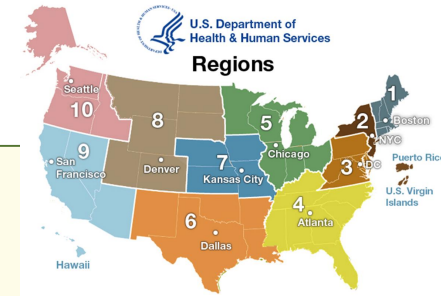 U.S. Department of
Health & Human Services
Regions
Seattle
10
8
5
1
2
Boston
NYC
9
San
Francisco
Denver
7
Kansas City
Chicago
3
DC
Puerto Rico
U.S. Virgin
Islands
4
Atlanta
6
Dallas
Hawaii